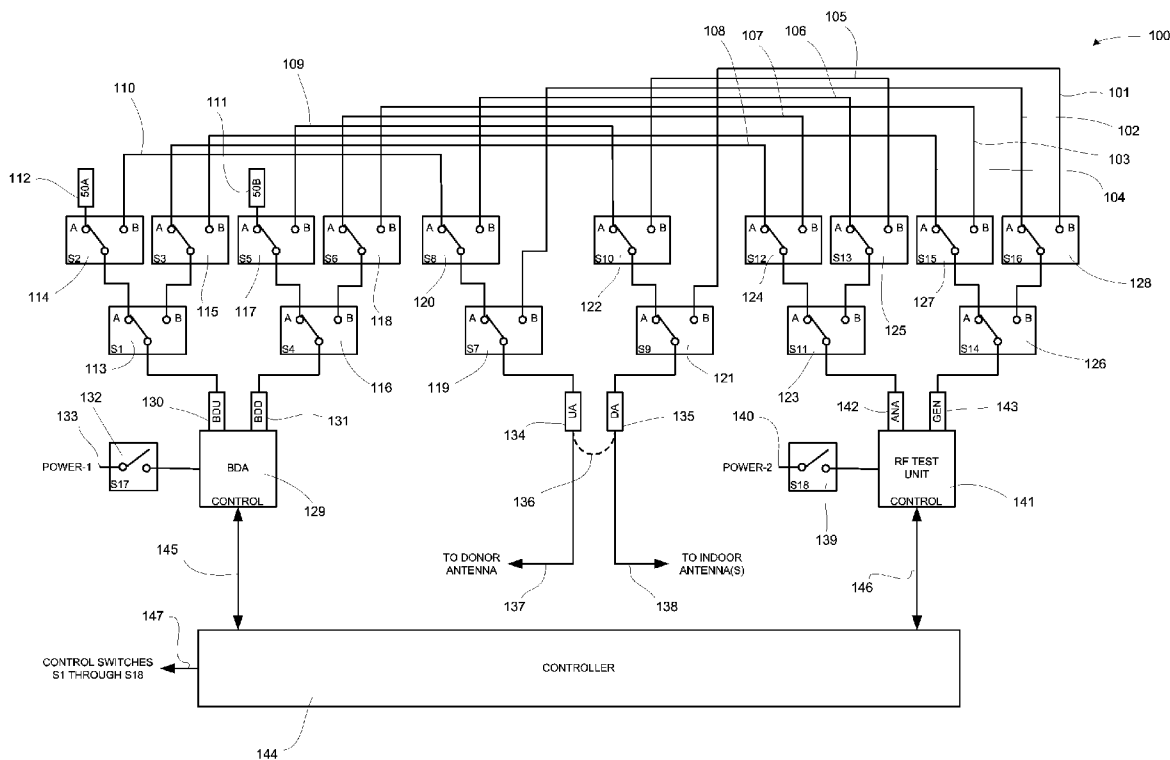 105
100
106
107
108
109
101
110
102
111
103
112
104
50A
50B
A B S2
A B S3
A B S5
A B S6
A B S8
A B S10
A B S12
A B S13
A B S15
A B S16
114
115
117
118
120
122
124
125
127
128
A B S1
A B S4
A B S7
A B S9
A B S11
A B S14
113
116
119
121
123
126
130
BDU
BDD
131
134
UA
DA
135
142
ANA
GEN
143
132
133
POWER-1
S17
BDA
CONTROL
129
136
140
POWER-2
S18
139
RF TEST
UNIT
CONTROL
141
145
TO DONOR
ANTENNA
137
TO INDOOR
ANTENNA(S)
138
146
147
CONTROL SWITCHES
S1 THROUGH S18
CONTROLLER
144